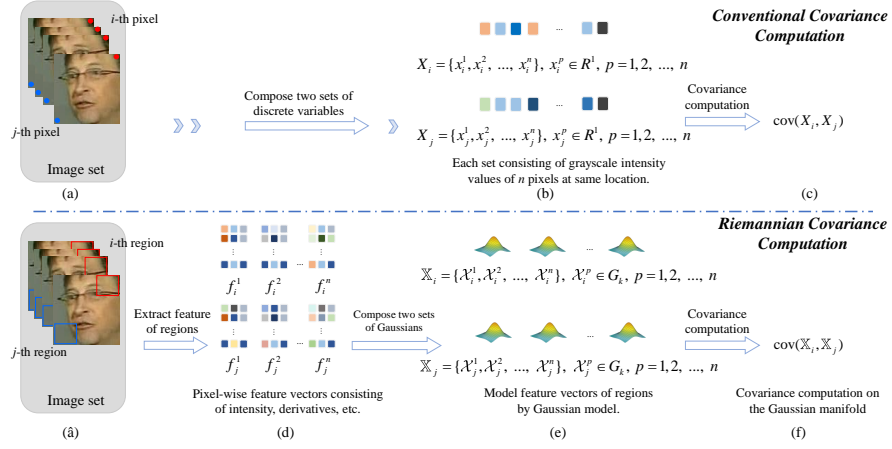 Conventional Covariance
Computation
i-th pixel
j-th pixel
Image set
(a)
Compose two sets of
discrete variables
...
X_i = {x_i^1, x_i^2, ..., x_i^n}, x_i^p ∈ R^1, p = 1, 2, ..., n
...
X_j = {x_j^1, x_j^2, ..., x_j^n}, x_j^p ∈ R^1, p = 1, 2, ..., n
Each set consisting of grayscale intensity
values of n pixels at same location.
(b)
Covariance
computation
cov(X_i, X_j)
(c)
Riemannian Covariance
Computation
i-th region
j-th region
Image set
(â)
Extract feature
of regions
⋮ ⋮ ⋮
...
f_i^1 f_i^2 f_i^n
⋮ ⋮ ⋮
...
f_j^1 f_j^2 f_j^n
Pixel-wise feature vectors consisting
of intensity, derivatives, etc.
(d)
Compose two sets
of Gaussians
...
𝕏_i = {𝒳_i^1, 𝒳_i^2, ..., 𝒳_i^n}, 𝒳_i^p ∈ G_k, p = 1, 2, ..., n
...
𝕏_j = {𝒳_j^1, 𝒳_j^2, ..., 𝒳_j^n}, 𝒳_j^p ∈ G_k, p = 1, 2, ..., n
Model feature vectors of regions
by Gaussian model.
(e)
Covariance
computation
cov(𝕏_i, 𝕏_j)
Covariance computation on
the Gaussian manifold
(f)